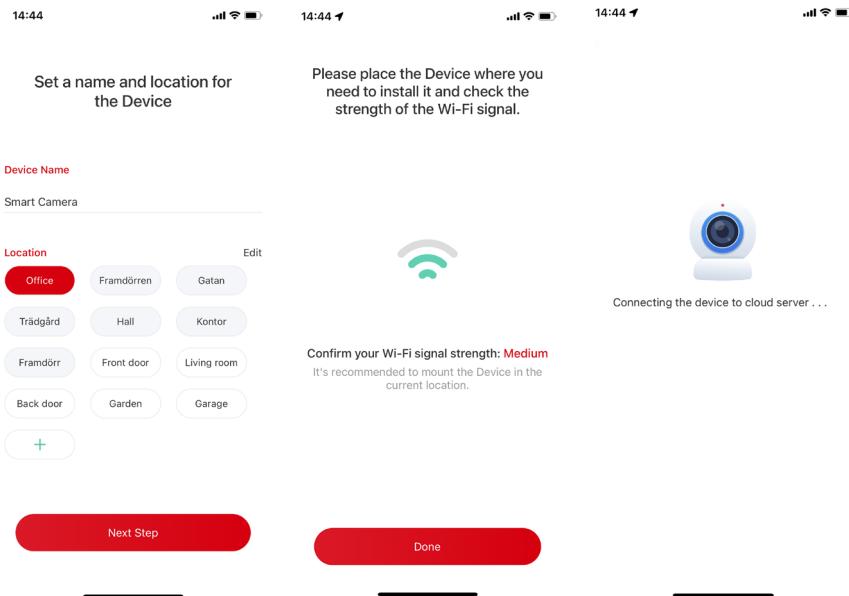 14:44
Set a name and location for
the Device
Device Name
Smart Camera
Location Edit
Office Framdörren Gatan
Trädgård Hall Kontor
Framdörr Front door Living room
Back door Garden Garage
+
Next Step
14:44
Please place the Device where you
need to install it and check the
strength of the Wi-Fi signal.
Confirm your Wi-Fi signal strength: Medium
It's recommended to mount the Device in the
current location.
Done
14:44
Connecting the device to cloud server . . .